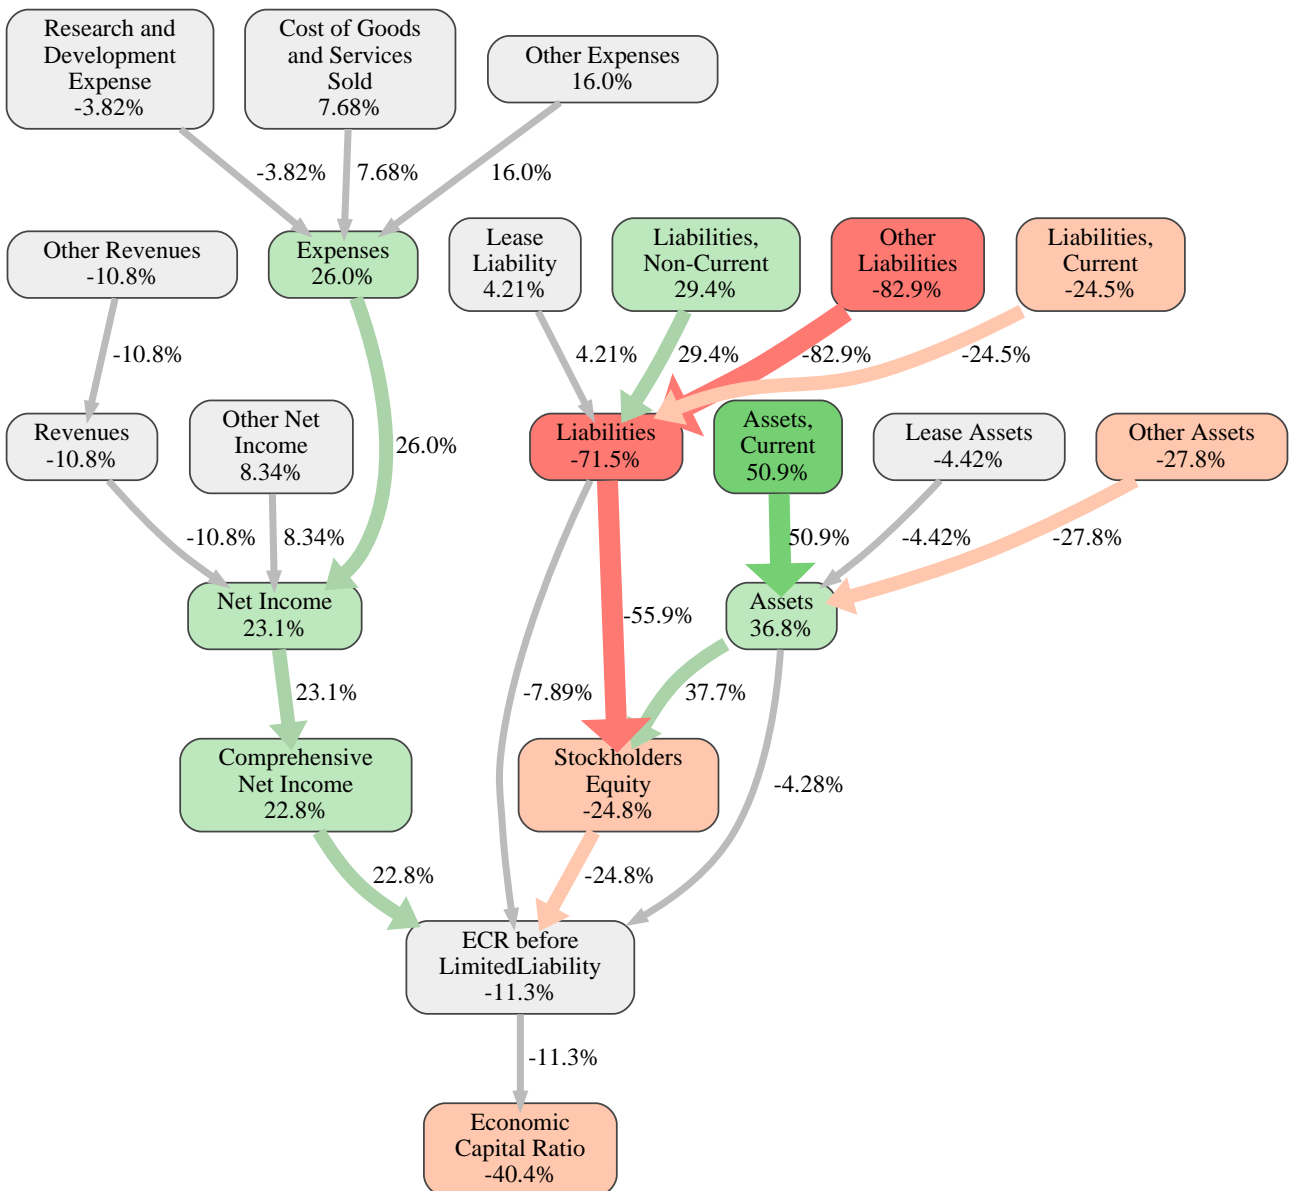 Research and
Development
Expense
-3.82%
Cost of Goods
and Services
Sold
7.68%
Other Expenses
16.0%
-3.82%
7.68%
16.0%
Other Revenues
-10.8%
Expenses
26.0%
Lease
Liability
4.21%
Liabilities,
Non-Current
29.4%
Other
Liabilities
-82.9%
Liabilities,
Current
-24.5%
-10.8%
4.21%
29.4%
-82.9%
-24.5%
Revenues
-10.8%
Other Net
Income
8.34%
26.0%
Liabilities
-71.5%
Assets,
Current
50.9%
Lease Assets
-4.42%
Other Assets
-27.8%
-10.8%
8.34%
50.9%
-4.42%
-27.8%
Net Income
23.1%
-55.9%
Assets
36.8%
23.1%
-7.89%
37.7%
Comprehensive
Net Income
22.8%
Stockholders
Equity
-24.8%
-4.28%
22.8%
-24.8%
ECR before
LimitedLiability
-11.3%
-11.3%
Economic
Capital Ratio
-40.4%